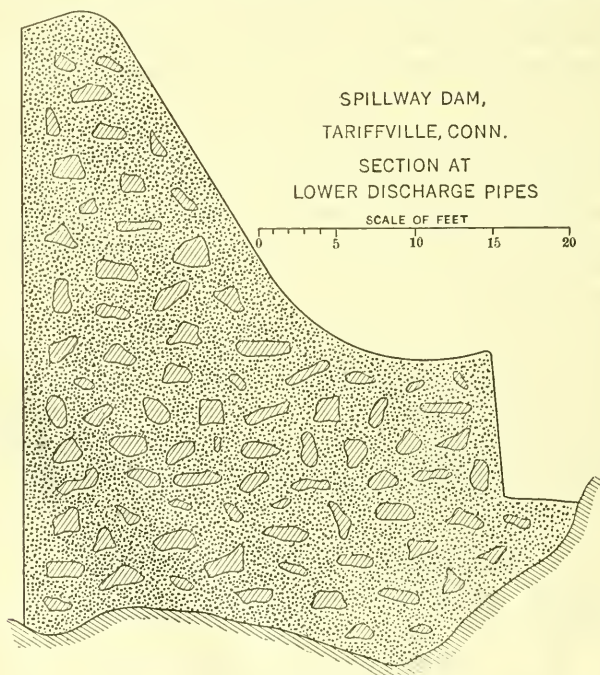 SPILLWAY DAM,
TARIFFVILLE, CONN.
SECTION AT
LOWER DISCHARGE PIPES
SCALE OF FEET
0 5 10 15 20